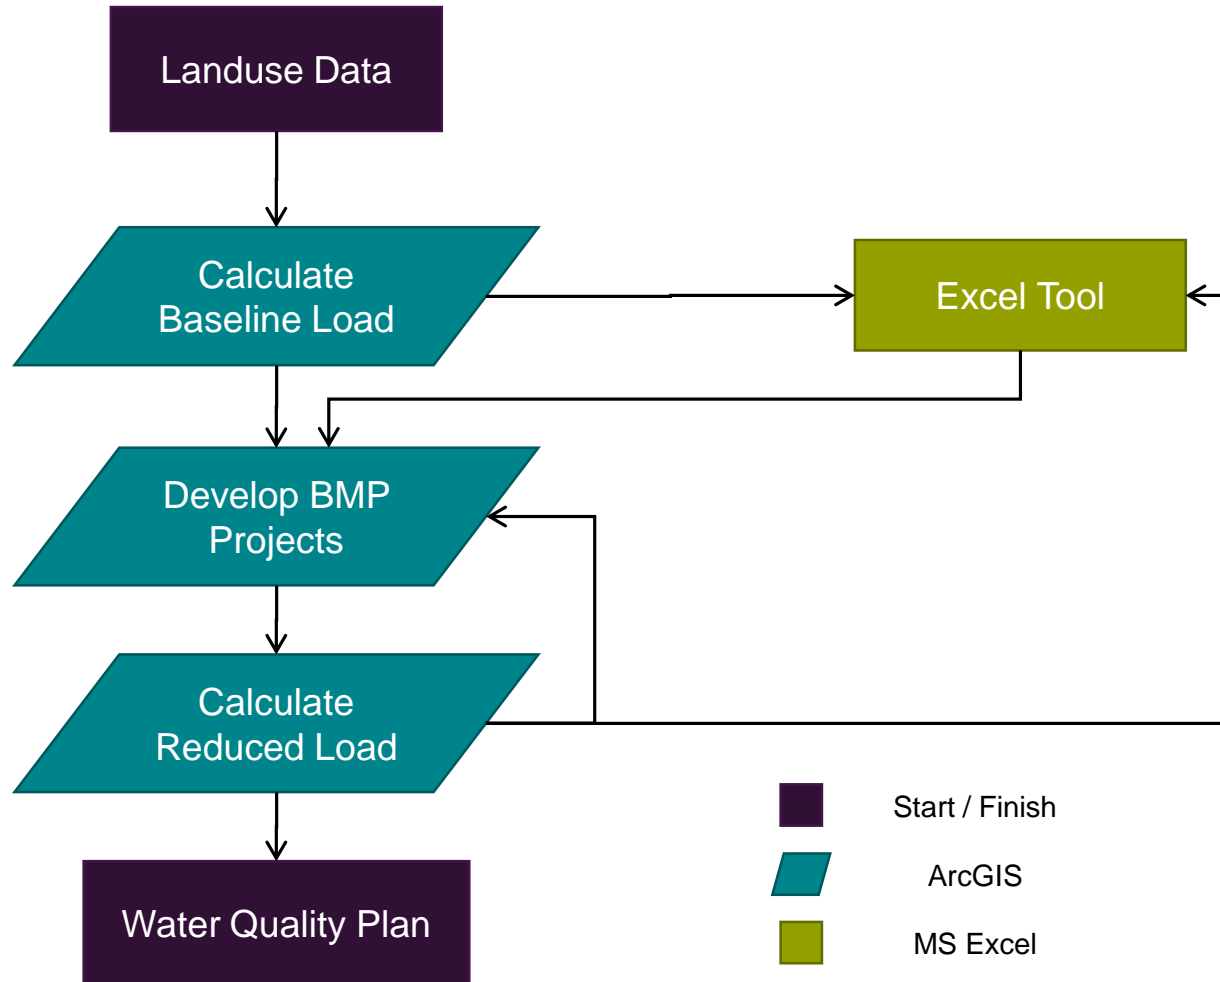 Landuse Data
Calculate
Baseline Load
Excel Tool
Develop BMP
Projects
Calculate
Reduced Load
Start / Finish
ArcGIS
Water Quality Plan
MS Excel